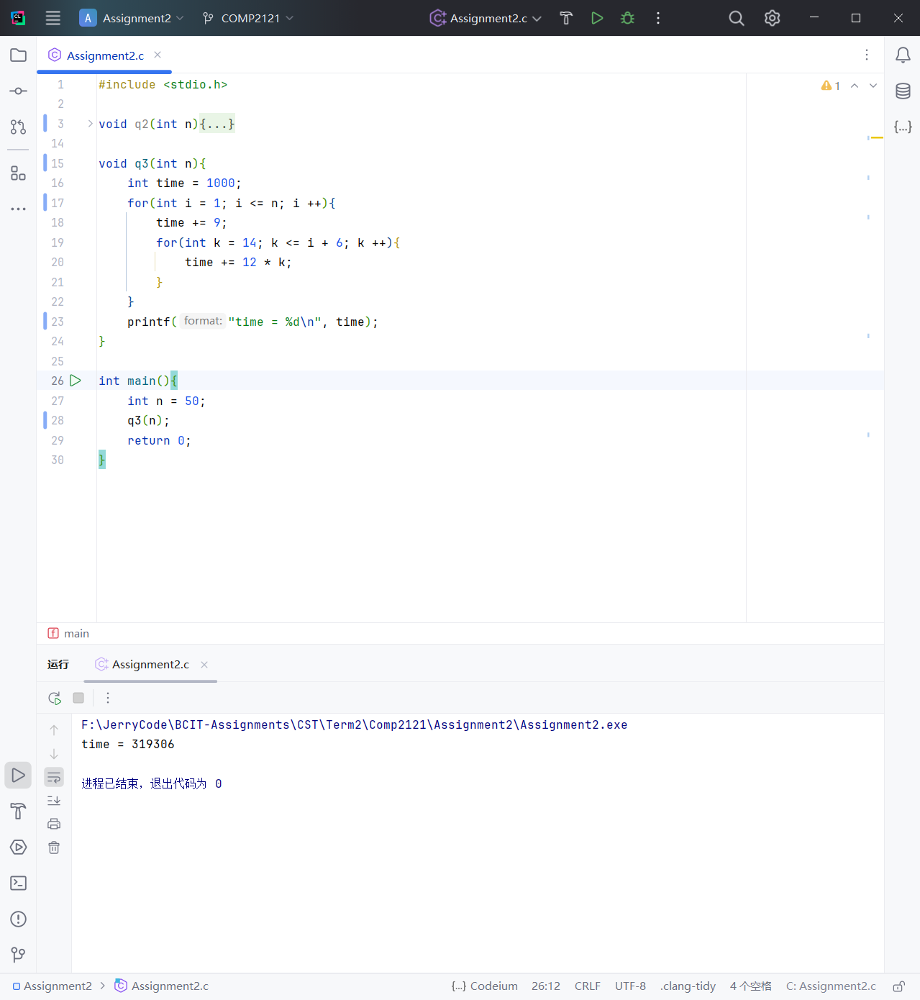 A Assignment2 COMP2121 Assignment2.c
Assignment2.c
1 #include <stdio.h>
2
3 void q2(int n){...}
14
15 void q3(int n){
16 int time = 1000;
17 for(int i = 1; i <= n; i ++){
18 time += 9;
19 for(int k = 14; k <= i + 6; k ++){
20 time += 12 * k;
21 }
22 }
23 printf( format: "time = %d\n", time);
24 }
25
26 int main(){
27 int n = 50;
28 q3(n);
29 return 0;
30 }
1
main
运行 Assignment2.c
F:\JerryCode\BCIT-Assignments\CST\Term2\Comp2121\Assignment2\Assignment2.exe
time = 319306
进程已结束，退出代码为 0
Assignment2 Assignment2.c {...} Codeium 26:12 CRLF UTF-8 .clang-tidy 4 个空格 C: Assignment2.c